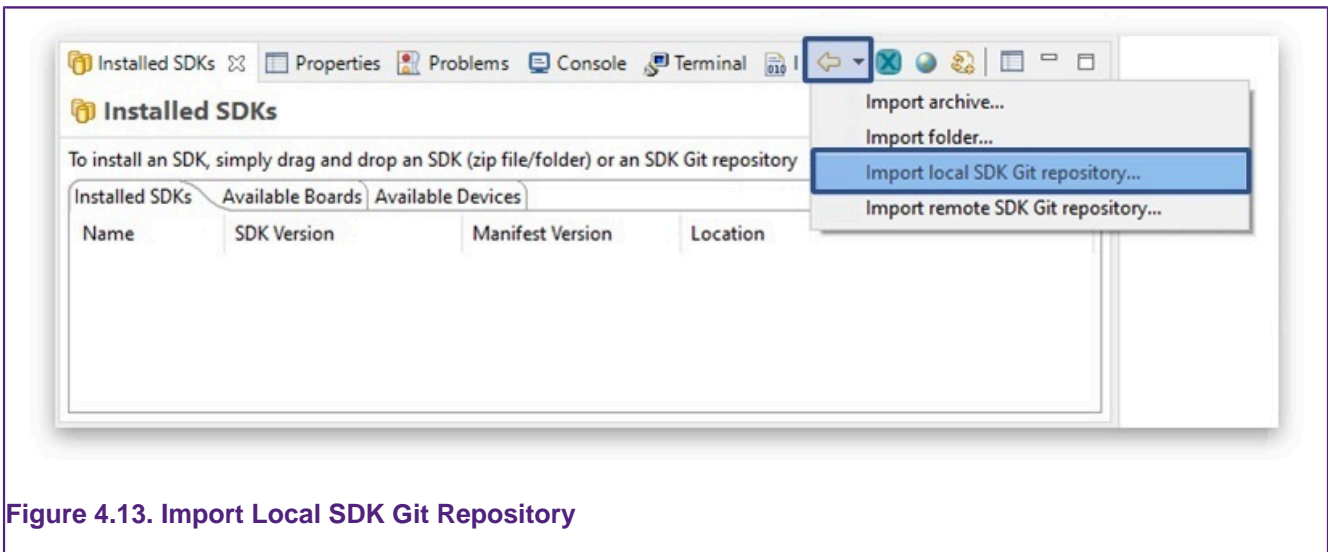 Installed SDKs Properties Problems Console Terminal I
Import archive...
Installed SDKs
Import folder...
To install an SDK, simply drag and drop an SDK (zip file/folder) or an SDK Git repository
Import local SDK Git repository...
Installed SDKs Available Boards Available Devices
Import remote SDK Git repository...
Name SDK Version Manifest Version Location
Figure 4.13. Import Local SDK Git Repository